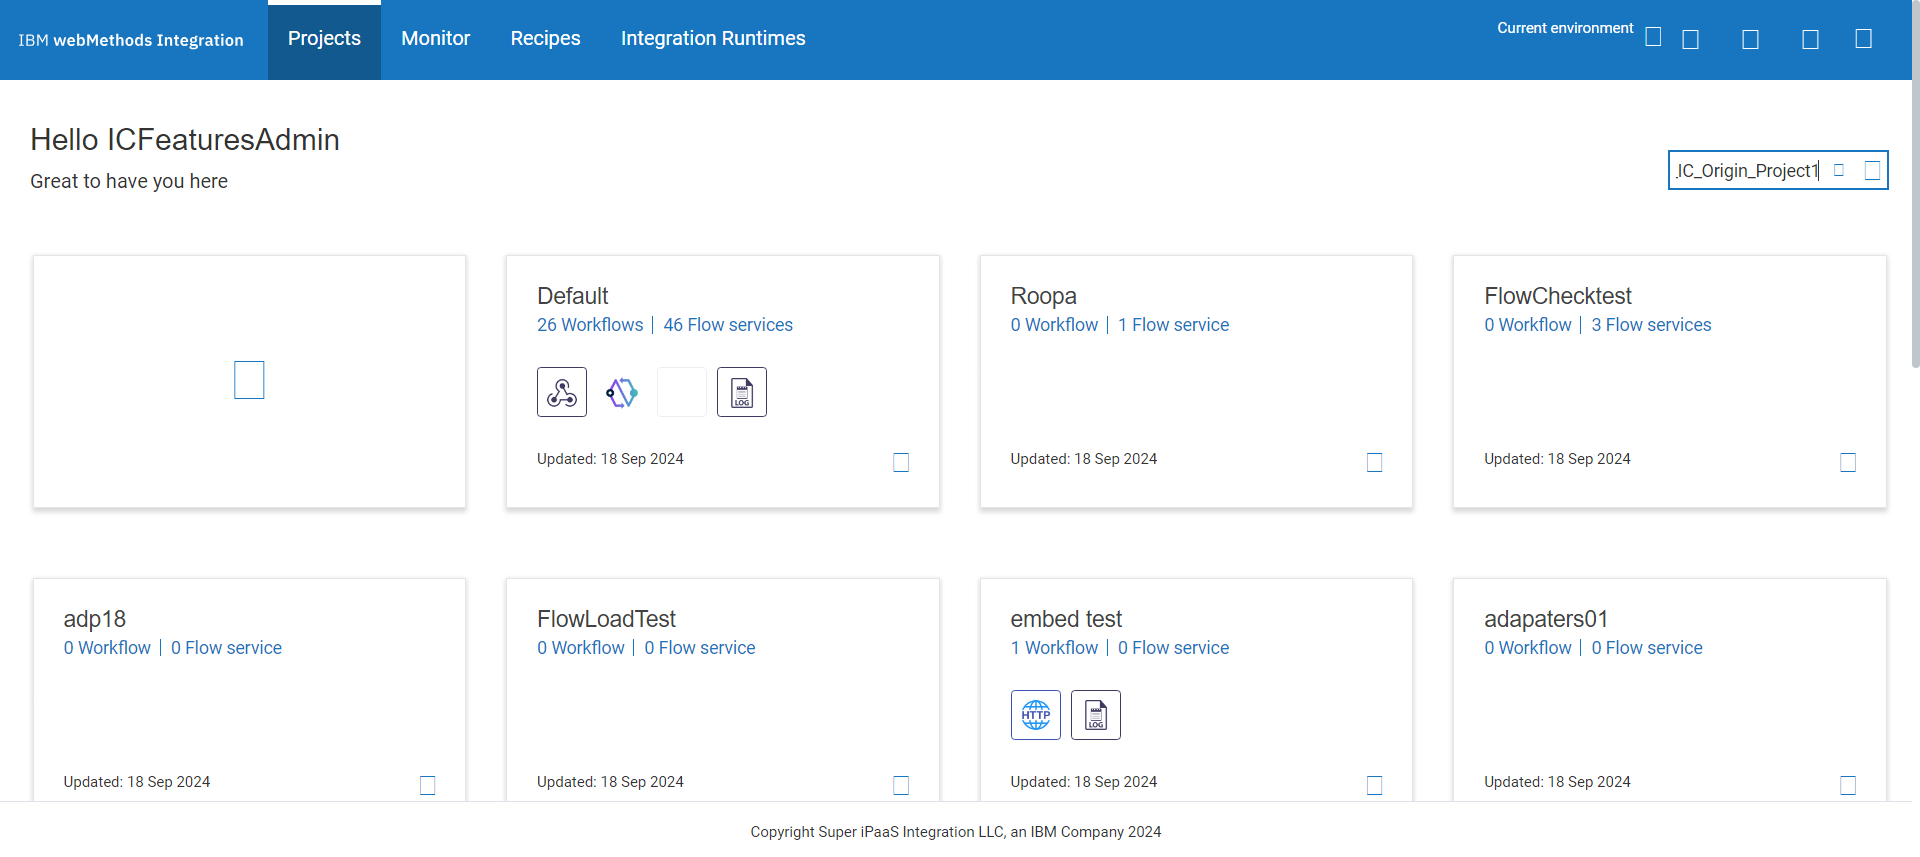 IBM webMethods Integration
Projects
Monitor
Recipes
Integration Runtimes
Current environment
Hello ICFeaturesAdmin
Great to have you here
IC_Origin_Project1
Default
26 Workflows | 46 Flow services
LOG
Updated: 18 Sep 2024
Roopa
0 Workflow | 1 Flow service
Updated: 18 Sep 2024
FlowChecktest
0 Workflow | 3 Flow services
Updated: 18 Sep 2024
adp18
0 Workflow | 0 Flow service
Updated: 18 Sep 2024
FlowLoadTest
0 Workflow | 0 Flow service
Updated: 18 Sep 2024
embed test
1 Workflow | 0 Flow service
HTTP
LOG
Updated: 18 Sep 2024
adapaters01
0 Workflow | 0 Flow service
Updated: 18 Sep 2024
Copyright Super iPaaS Integration LLC, an IBM Company 2024